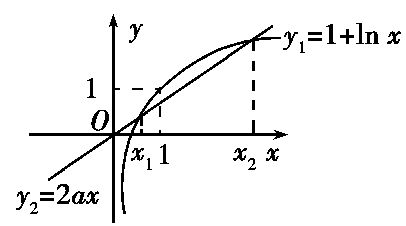 y
y₁=1+ln x
1
O
x₁ 1 x₂ x
y₂=2ax